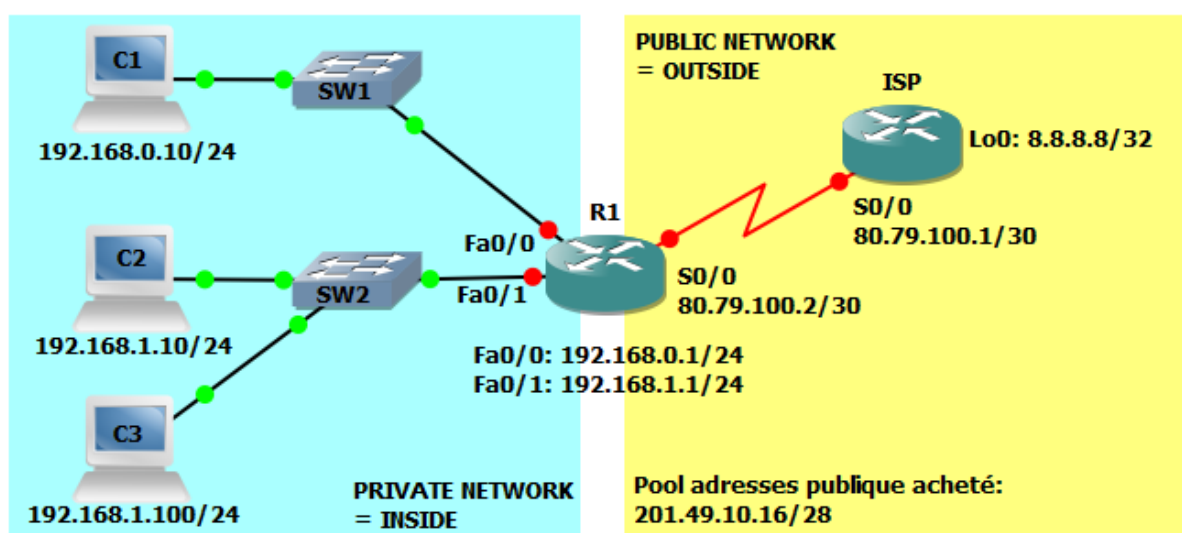 C1
SW1
192.168.0.10/24
C2
SW2
192.168.1.10/24
C3
192.168.1.100/24
PRIVATE NETWORK
= INSIDE
Fa0/0
Fa0/1
R1
S0/0
80.79.100.2/30
Fa0/0: 192.168.0.1/24
Fa0/1: 192.168.1.1/24
PUBLIC NETWORK
= OUTSIDE
ISP
Lo0: 8.8.8.8/32
S0/0
80.79.100.1/30
Pool adresses publique acheté:
201.49.10.16/28